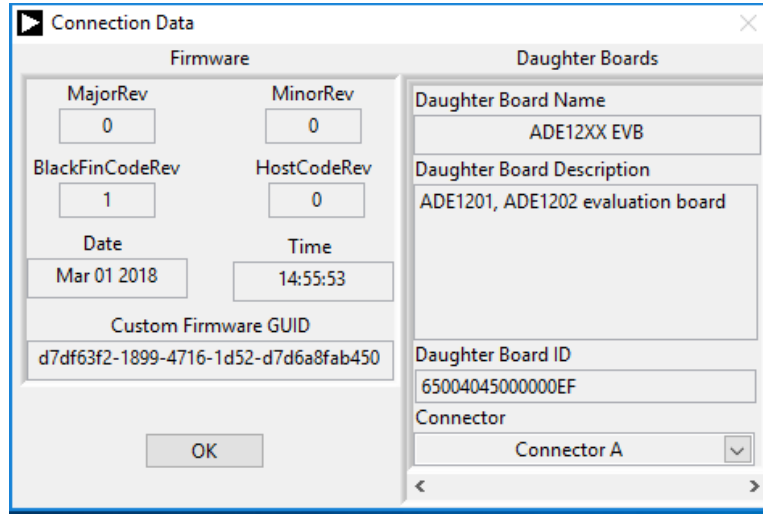 Connection Data
Firmware
MajorRev MinorRev
0 0
BlackFinCodeRev HostCodeRev
1 0
Date Time
Mar 01 2018 14:55:53
Custom Firmware GUID
d7df63f2-1899-4716-1d52-d7d6a8fab450
OK
Daughter Boards
Daughter Board Name
ADE12XX EVB
Daughter Board Description
ADE1201, ADE1202 evaluation board
Daughter Board ID
65004045000000EF
Connector
Connector A